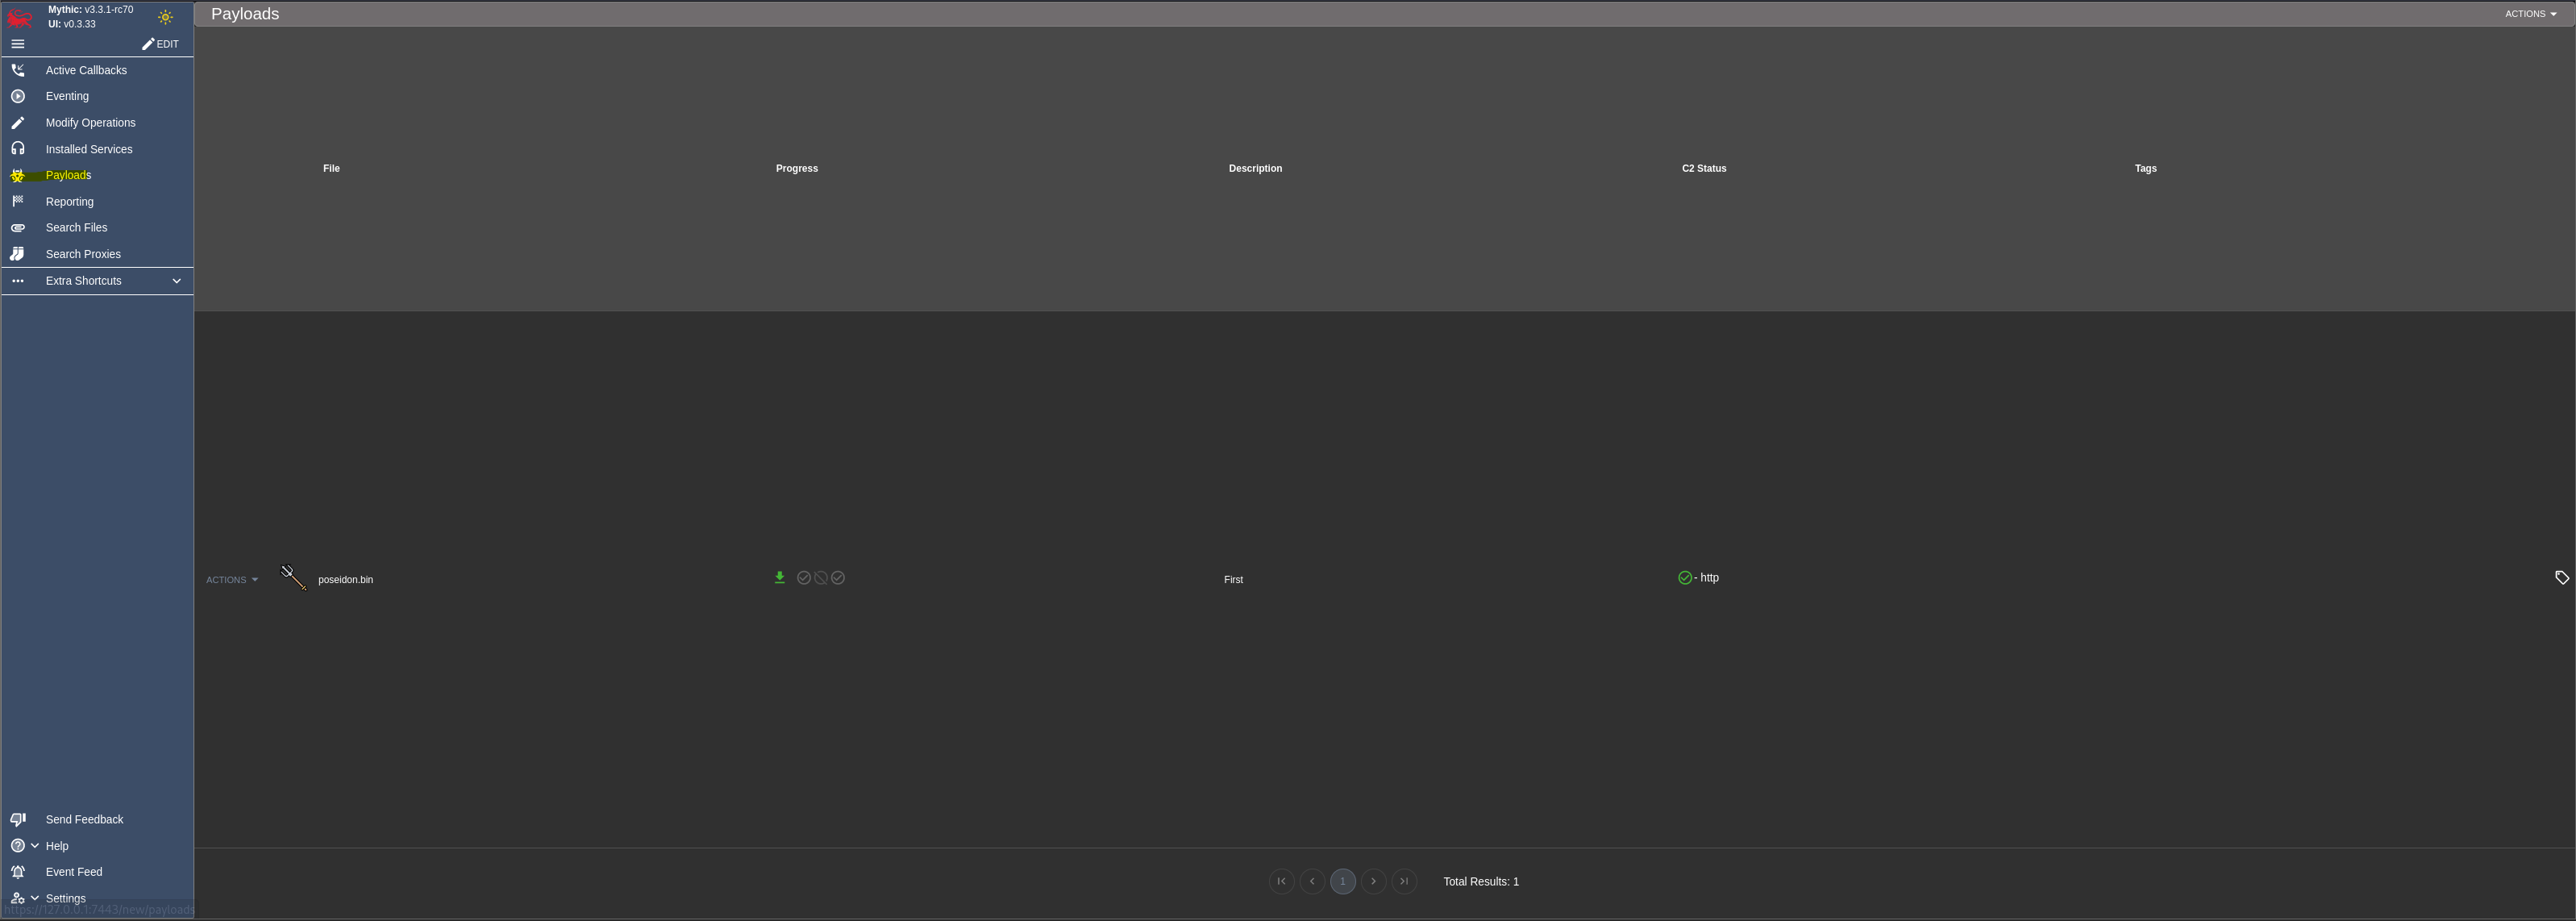 Mythic: v3.3.1-rc70
UI: v0.3.33
EDIT
Active Callbacks
Eventing
Modify Operations
Installed Services
Payloads
Reporting
Search Files
Search Proxies
Extra Shortcuts
Send Feedback
Help
Event Feed
Settings
https://127.0.0.1:7443/new/payloads
Payloads
ACTIONS
File Progress Description C2 Status Tags
ACTIONS poseidon.bin First - http
1 Total Results: 1